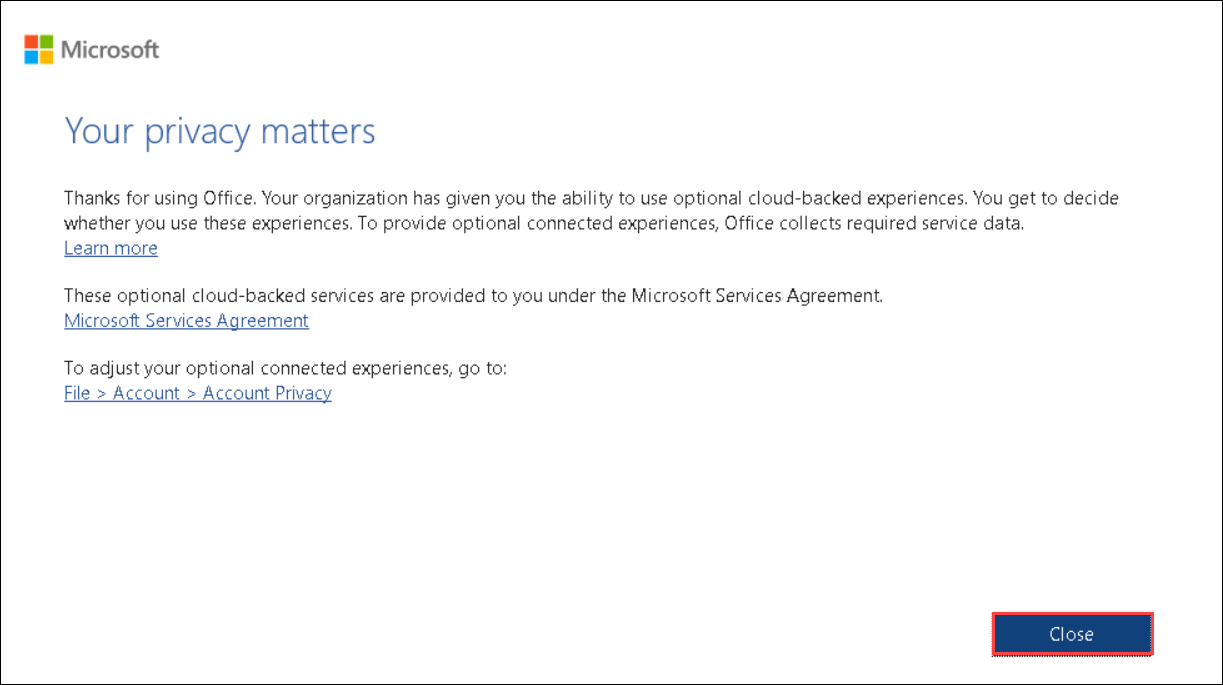 Microsoft
Your privacy matters
Thanks for using Office. Your organization has given you the ability to use optional cloud-backed experiences. You get to decide
whether you use these experiences. To provide optional connected experiences, Office collects required service data.
Learn more
These optional cloud-backed services are provided to you under the Microsoft Services Agreement.
Microsoft Services Agreement
To adjust your optional connected experiences, go to:
File > Account > Account Privacy
Close